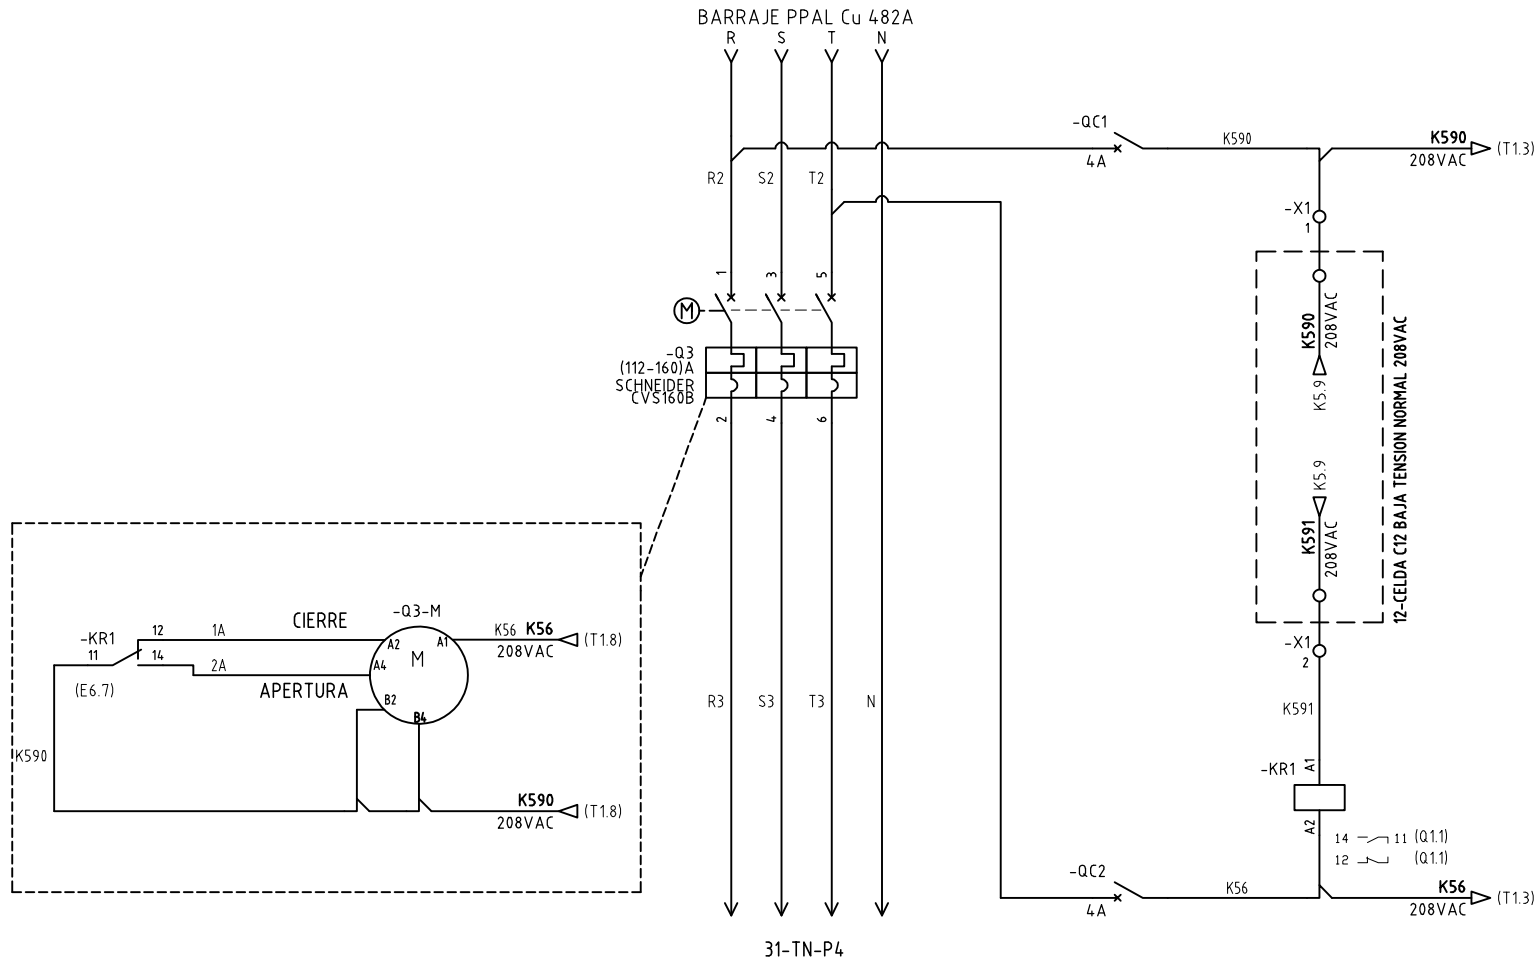 BARRAJE PPAL Cu 482A
R S T N
-QC1
4A
K590
K590
208VAC
(T1.3)
R2 S2 T2
-X1
1
1 3 5
M
-Q3
(112-160)A
SCHNEIDER
CVS160B
2 4 6
K590
208VAC
K5.9
K5.9
K591
208VAC
12-CELDA C12 BAJA TENSION NORMAL 208VAC
-X1
2
K591
-KR1
A1
A2
14 11 (Q1.1)
12 (Q1.1)
-QC2
4A
K56
K56
208VAC
(T1.3)
R3 S3 T3 N
31-TN-P4
-Q3-M
CIERRE
-KR1
11
12
14
(E6.7)
1A
2A
APERTURA
A2
A1
A4
M
B2
B4
K56 K56
208VAC
(T1.8)
K590
K590
208VAC
(T1.8)